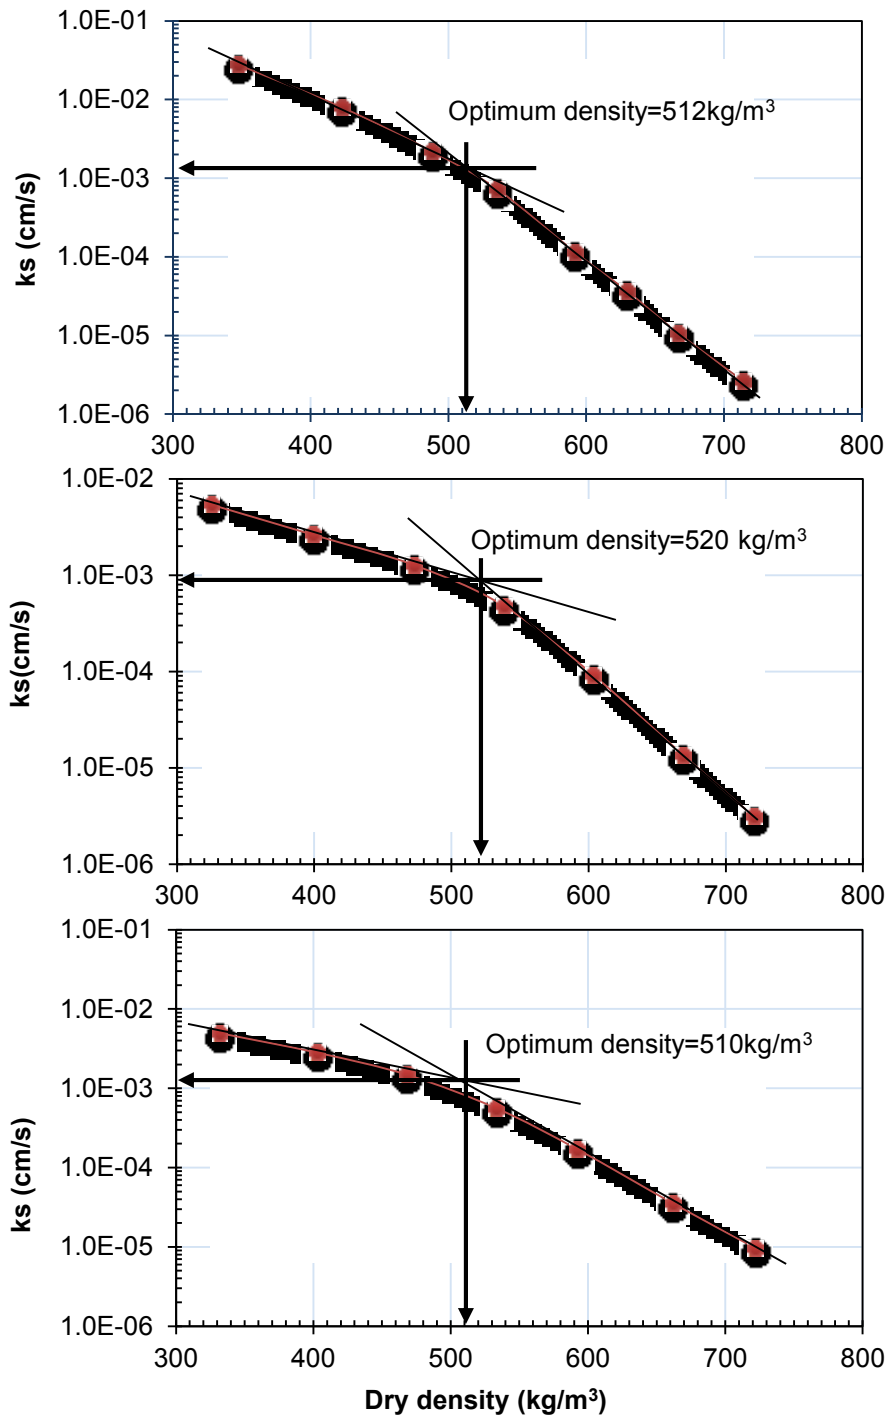 1.0E-01
1.0E-02
Optimum density=512kg/m³
1.0E-03
ks (cm/s)
1.0E-04
1.0E-05
1.0E-06
300 400 500 600 700 800
1.0E-02
Optimum density=520 kg/m³
1.0E-03
ks(cm/s)
1.0E-04
1.0E-05
1.0E-06
300 400 500 600 700 800
1.0E-01
1.0E-02
Optimum density=510kg/m³
1.0E-03
ks (cm/s)
1.0E-04
1.0E-05
1.0E-06
300 400 500 600 700 800
Dry density (kg/m³)